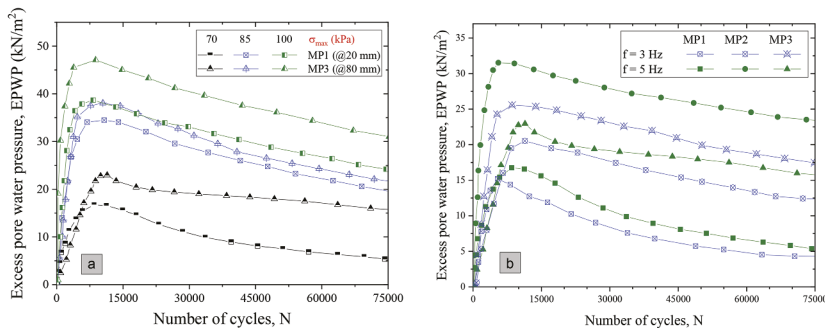 Excess pore water pressure, EPWP (kN/m²)
50
40
30
20
10
0
70 85 100 σmax (kPa)
MP1 (@20 mm)
MP3 (@80 mm)
a
0 15000 30000 45000 60000 75000
Number of cycles, N
Excess pore water pressure, EPWP (kN/m²)
35
30
25
20
15
10
5
0
MP1 MP2 MP3
f = 3 Hz
f = 5 Hz
b
0 15000 30000 45000 60000 75000
Number of cycles, N